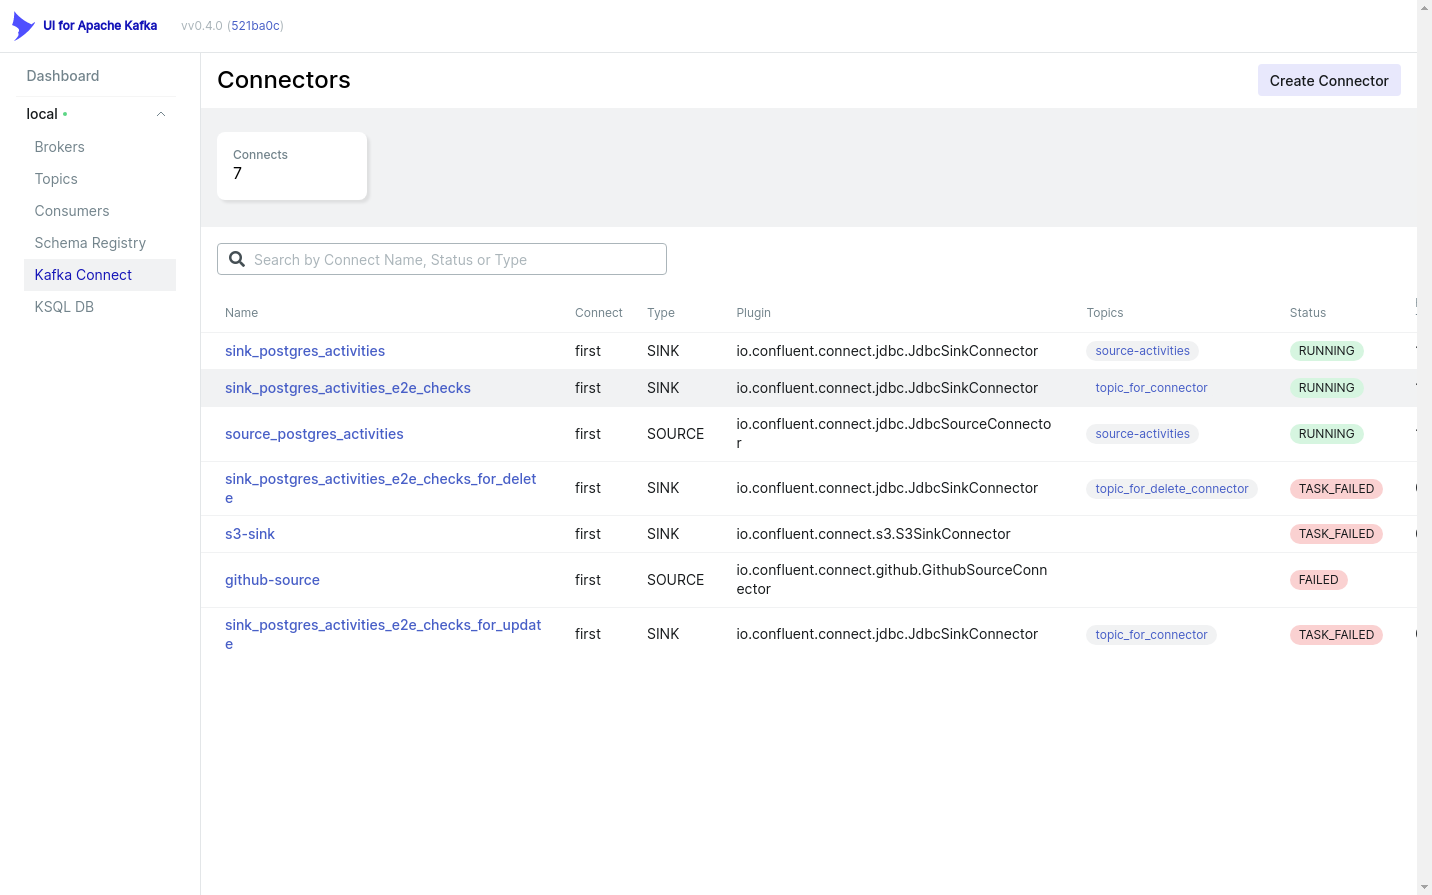 UI for Apache Kafka
vv0.4.0 (521ba0c)
Dashboard
local
Brokers
Topics
Consumers
Schema Registry
Kafka Connect
KSQL DB
Connectors
Create Connector
Connects
7
Search by Connect Name, Status or Type
Name Connect Type Plugin Topics Status
sink_postgres_activities first SINK io.confluent.connect.jdbc.JdbcSinkConnector source-activities RUNNING
sink_postgres_activities_e2e_checks first SINK io.confluent.connect.jdbc.JdbcSinkConnector topic_for_connector RUNNING
source_postgres_activities first SOURCE io.confluent.connect.jdbc.JdbcSourceConnecto source-activities RUNNING
r
sink_postgres_activities_e2e_checks_for_delet first SINK io.confluent.connect.jdbc.JdbcSinkConnector topic_for_delete_connector TASK_FAILED
e
s3-sink first SINK io.confluent.connect.s3.S3SinkConnector TASK_FAILED
github-source first SOURCE io.confluent.connect.github.GithubSourceConn FAILED
ector
sink_postgres_activities_e2e_checks_for_updat first SINK io.confluent.connect.jdbc.JdbcSinkConnector topic_for_connector TASK_FAILED
e